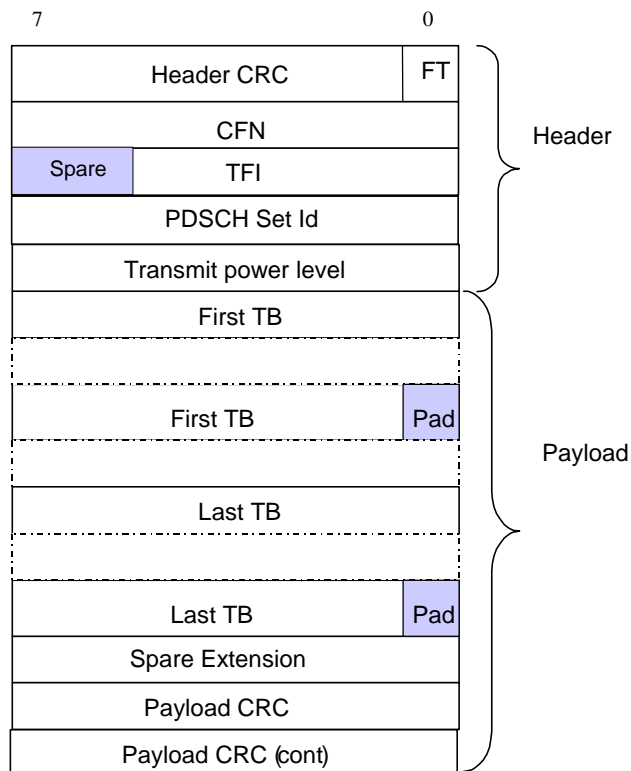 7 0
Header CRC FT
CFN
Spare TFI
PDSCH Set Id
Transmit power level
Header
First TB
First TB Pad
Last TB
Last TB Pad
Spare Extension
Payload CRC
Payload CRC (cont)
Payload